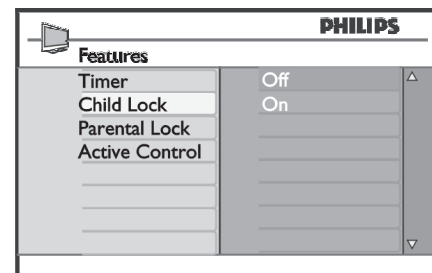 PHILIPS
Features
Timer
Child Lock
Parental Lock
Active Control
Off
On